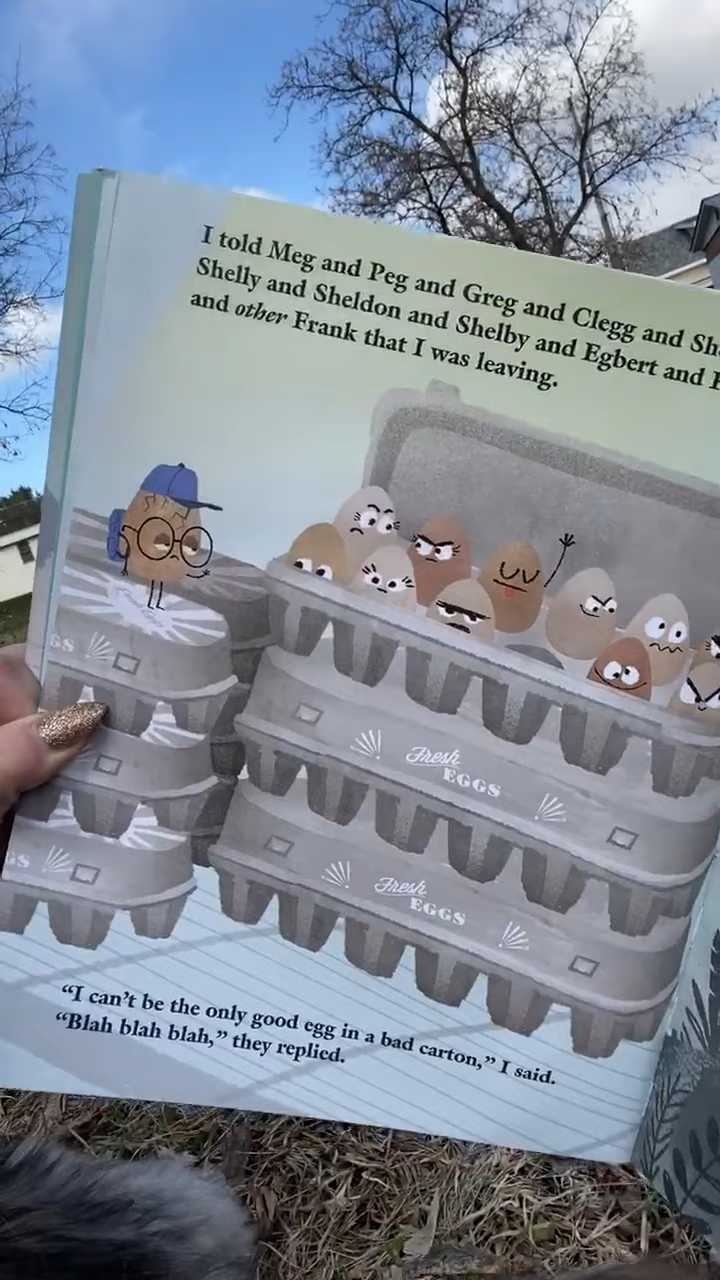 I told Meg and Peg and Greg and Clegg and
Shelly and Sheldon and Shelby and Egbert and
and other Frank that I was leaving.
GS
Fresh
EGGS
GS
Fresh
EGGS
“I can’t be the only good egg in a bad carton,” I said.
“Blah blah blah,” they replied.